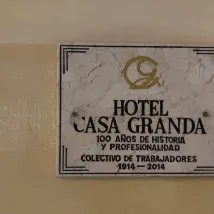 HOTEL
CASA GRANDA
100 AÑOS DE HISTORIA
Y PROFESIONALIDAD
COLECTIVO DE TRABAJADORES
1914 - 2014